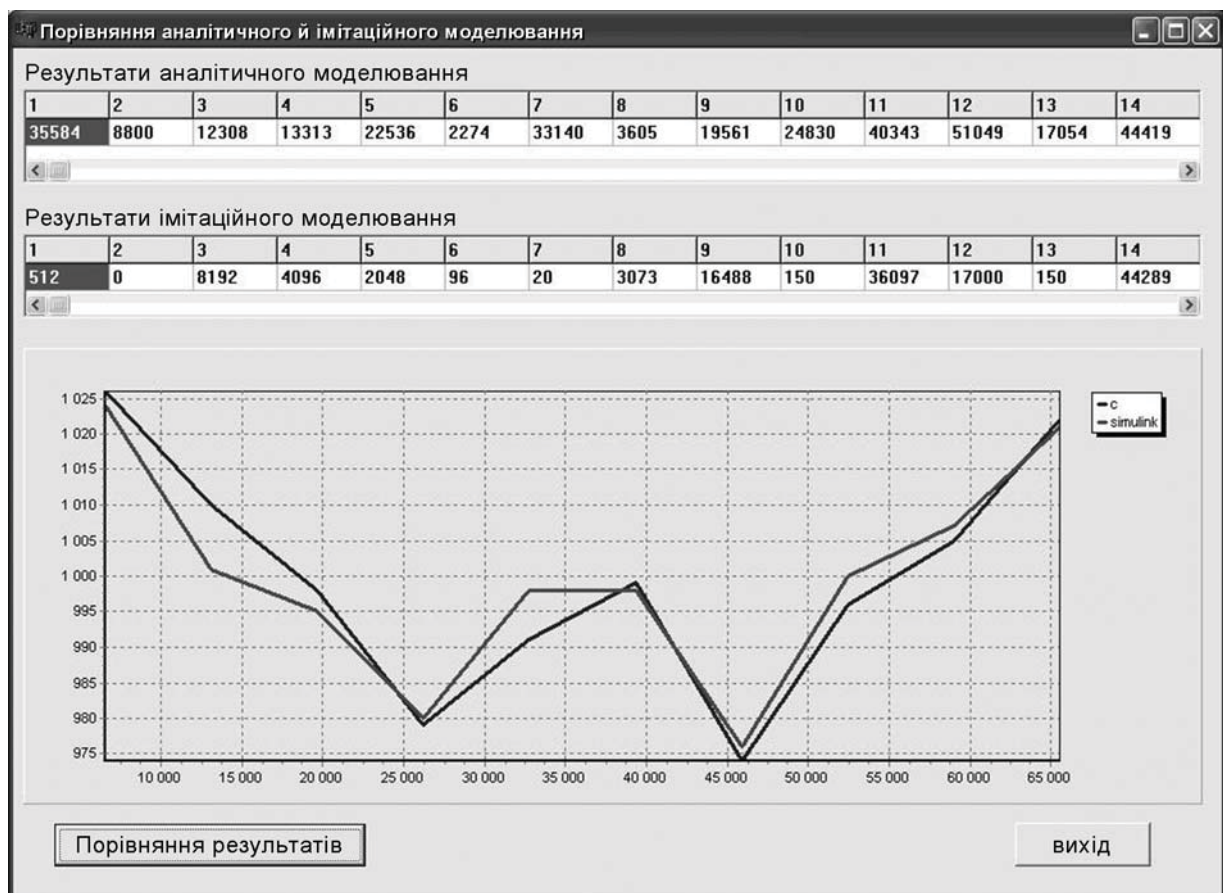 Порівняння аналітичного й імітаційного моделювання
Результати аналітичного моделювання
1 2 3 4 5 6 7 8 9 10 11 12 13 14
35584 8800 12308 13313 22536 2274 33140 3605 19561 24830 40343 51049 17054 44419
Результати імітаційного моделювання
1 2 3 4 5 6 7 8 9 10 11 12 13 14
512 0 8192 4096 2048 96 20 3073 16488 150 36097 17000 150 44289
1 025
1 020
1 015
1 010
1 005
1 000
995
990
985
980
975
10 000 15 000 20 000 25 000 30 000 35 000 40 000 45 000 50 000 55 000 60 000 65 000
c
simulink
Порівняння результатів
вихід